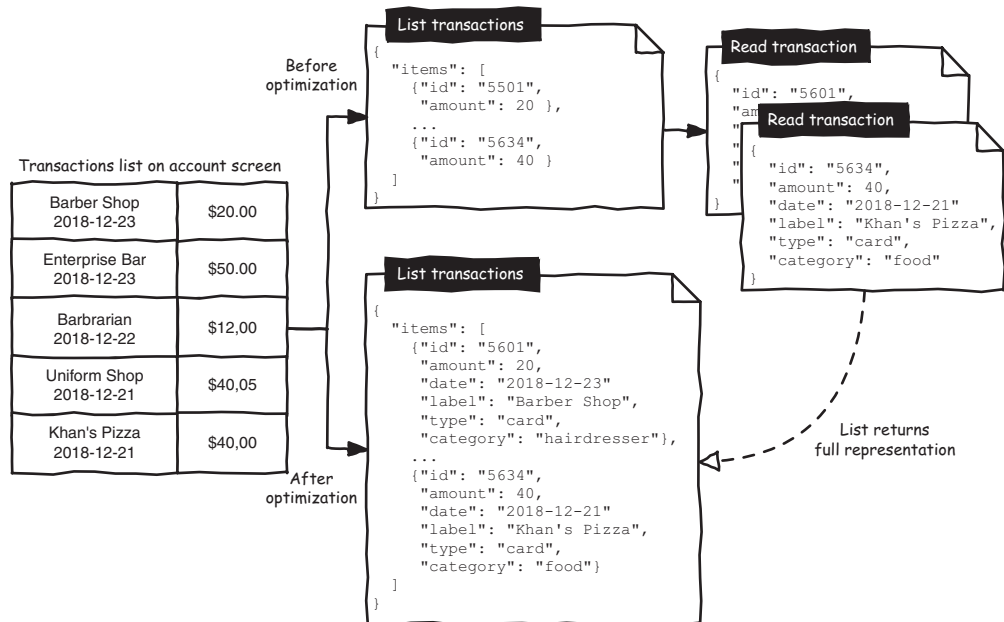 Transactions list on account screen
Barber Shop
2018-12-23
$20.00
Enterprise Bar
2018-12-23
$50.00
Barbrarian
2018-12-22
$12,00
Uniform Shop
2018-12-21
$40,05
Khan's Pizza
2018-12-21
$40,00
Before
optimization
List transactions
{
"items": [
{"id": "5501",
"amount": 20 },
...
{"id": "5634",
"amount": 40 }
]
}
Read transaction
{
"id": "5601",
"am
"
"
"
"
}
Read transaction
{
"id": "5634",
"amount": 40,
"date": "2018-12-21"
"label": "Khan's Pizza",
"type": "card",
"category": "food"
}
After
optimization
List transactions
{
"items": [
{"id": "5601",
"amount": 20,
"date": "2018-12-23"
"label": "Barber Shop",
"type": "card",
"category": "hairdresser"},
...
{"id": "5634",
"amount": 40,
"date": "2018-12-21"
"label": "Khan's Pizza",
"type": "card",
"category": "food"}
]
}
List returns
full representation